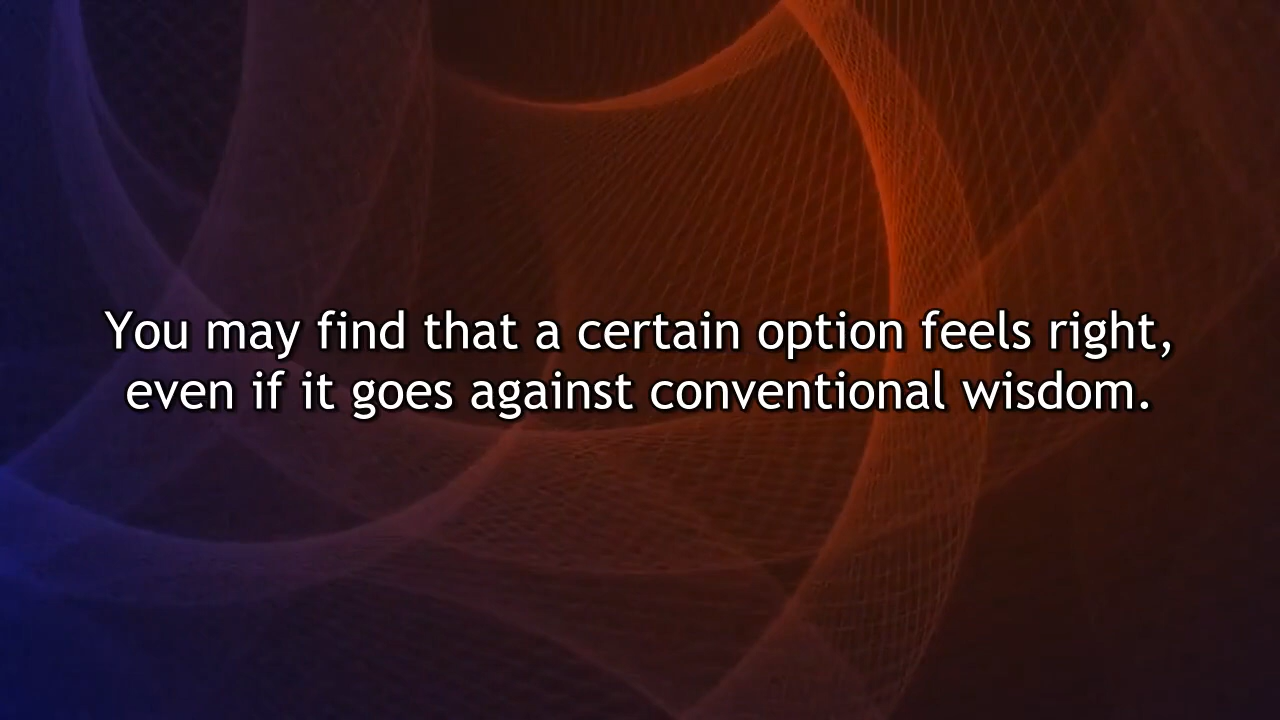 You may find that a certain option feels right,
even if it goes against conventional wisdom.